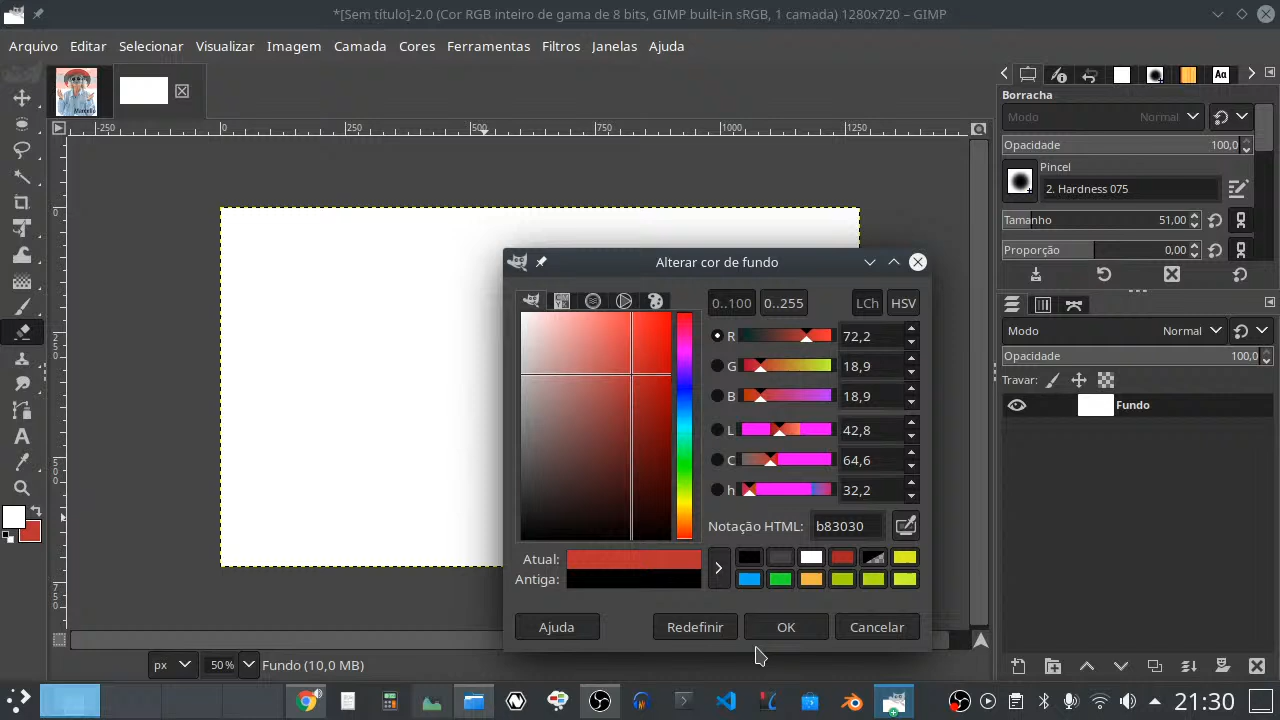 *[Sem título]-2.0 (Cor RGB inteiro de gama de 8 bits, GIMP built-in sRGB, 1 camada) 1280x720 – GIMP
Arquivo Editar Selecionar Visualizar Imagem Camada Cores Ferramentas Filtros Janelas Ajuda
-250 0 250 500 750 1000 1250
0
250
500
750
Borracha
Modo Normal
Opacidade 100,0
Pincel
2. Hardness 075
Tamanho 51,00
Proporção 0,00
Modo Normal
Opacidade 100,0
Travar:
Fundo
Alterar cor de fundo
0..100 0..255 LCh HSV
R 72,2
G 18,9
B 18,9
L 42,8
C 64,6
h 32,2
Notação HTML: b83030
Atual:
Antiga:
Ajuda Redefinir OK Cancelar
px 50 % Fundo (10,0 MB)
21:30
Aa